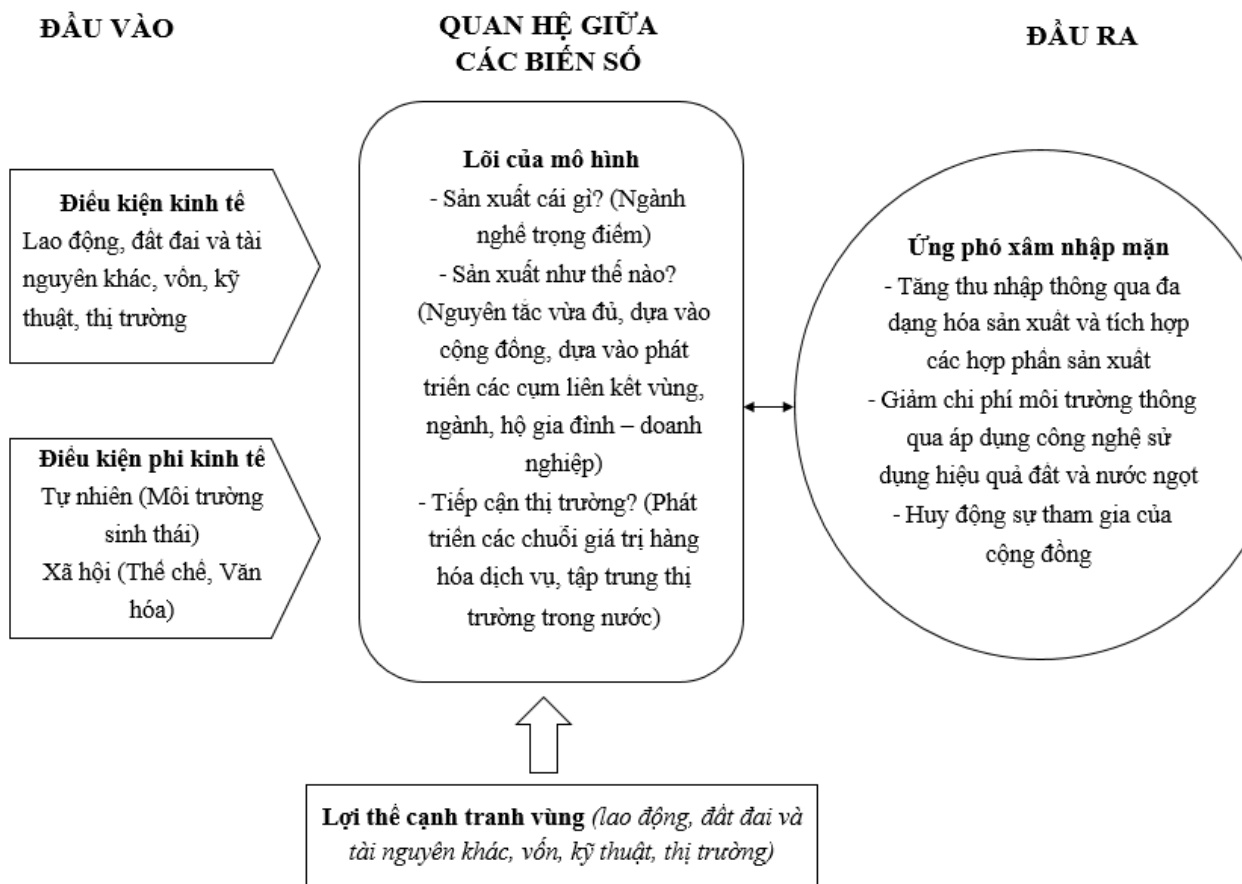 ĐẦU VÀO
QUAN HỆ GIỮA
CÁC BIẾN SỐ
ĐẦU RA
Điều kiện kinh tế
Lao động, đất đai và tài
nguyên khác, vốn, kỹ
thuật, thị trường
Điều kiện phi kinh tế
Tự nhiên (Môi trường
sinh thái)
Xã hội (Thể chế, Văn
hóa)
Lõi của mô hình
- Sản xuất cái gì? (Ngành
nghề trọng điểm)
- Sản xuất như thế nào?
(Nguyên tắc vừa đủ, dựa vào
cộng đồng, dựa vào phát
triển các cụm liên kết vùng,
ngành, hộ gia đình – doanh
nghiệp)
- Tiếp cận thị trường? (Phát
triển các chuỗi giá trị hàng
hóa dịch vụ, tập trung thị
trường trong nước)
Ứng phó xâm nhập mặn
- Tăng thu nhập thông qua đa
dạng hóa sản xuất và tích hợp
các hợp phần sản xuất
- Giảm chi phí môi trường thông
qua áp dụng công nghệ sử
dụng hiệu quả đất và nước ngọt
- Huy động sự tham gia của
cộng đồng
Lợi thế cạnh tranh vùng (lao động, đất đai và
tài nguyên khác, vốn, kỹ thuật, thị trường)